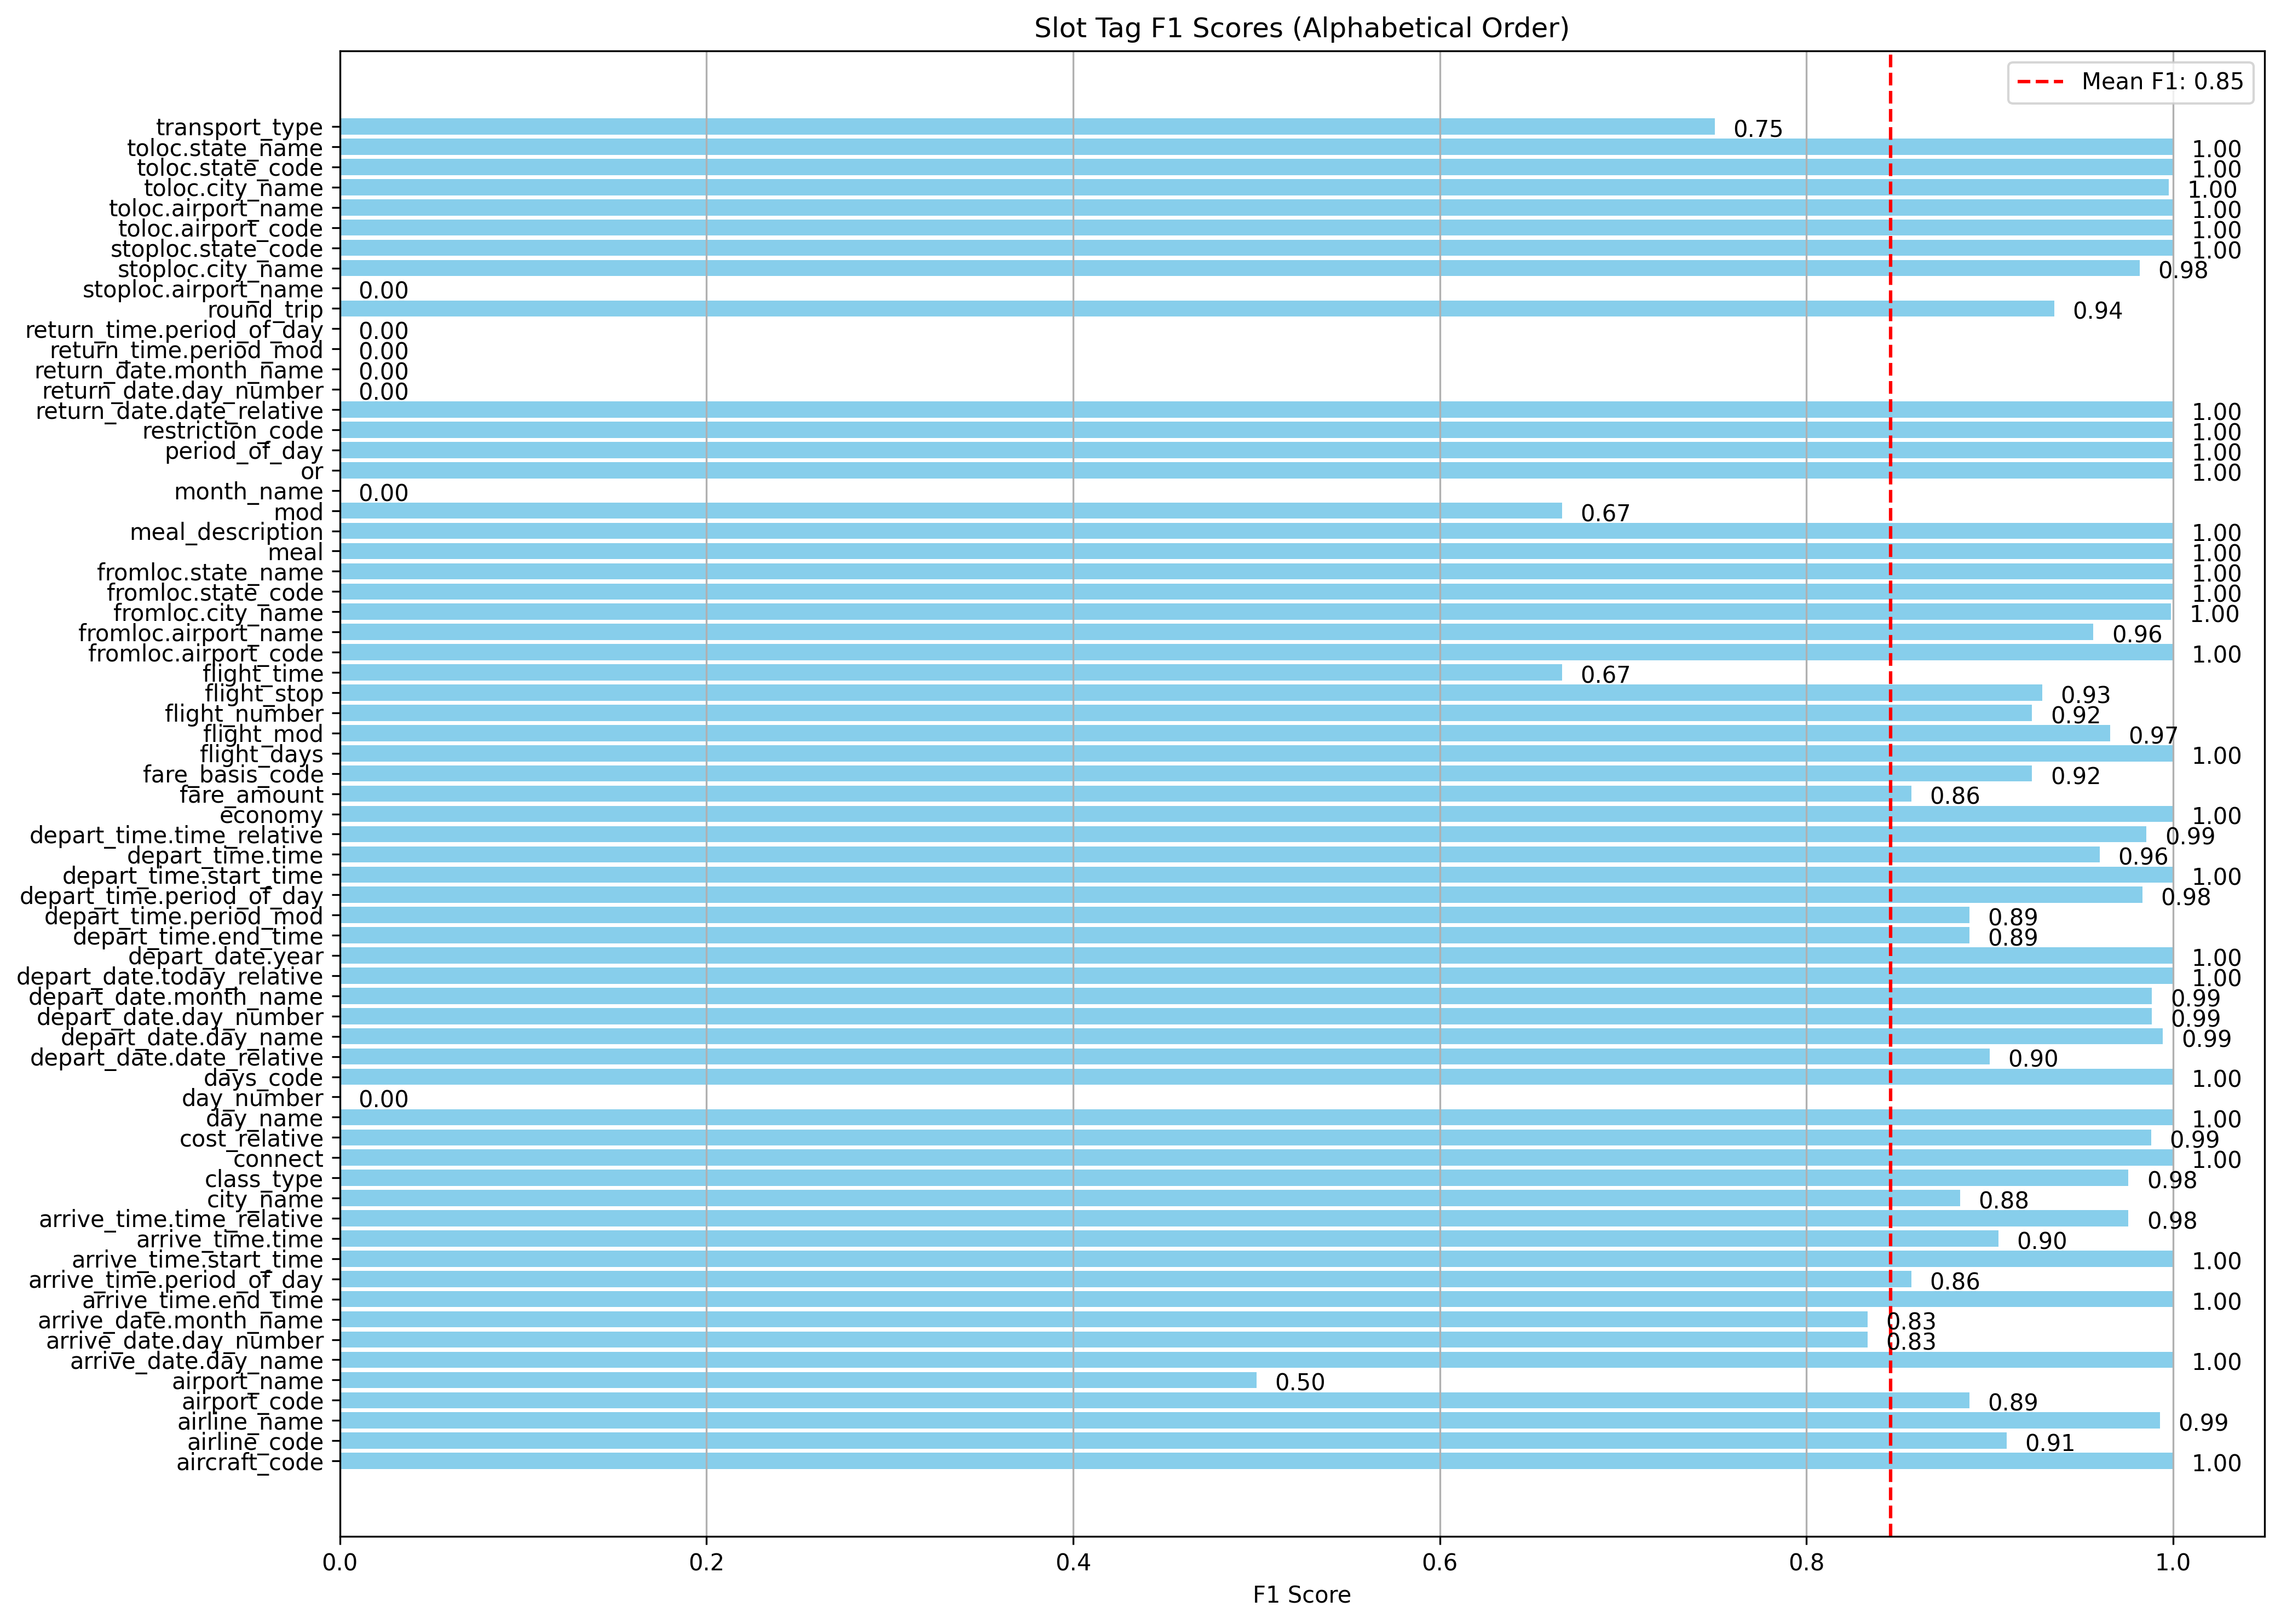 Slot Tag F1 Scores (Alphabetical Order)
Mean F1: 0.85
transport_type 0.75
toloc.state_name 1.00
toloc.state_code 1.00
toloc.city_name 1.00
toloc.airport_name 1.00
toloc.airport_code 1.00
stoploc.state_code 1.00
stoploc.city_name 0.98
stoploc.airport_name 0.00
round_trip 0.94
return_time.period_of_day 0.00
return_time.period_mod 0.00
return_date.month_name 0.00
return_date.day_number 0.00
return_date.date_relative 1.00
restriction_code 1.00
period_of_day 1.00
or 1.00
month_name 0.00
mod 0.67
meal_description 1.00
meal 1.00
fromloc.state_name 1.00
fromloc.state_code 1.00
fromloc.city_name 1.00
fromloc.airport_name 0.96
fromloc.airport_code 1.00
flight_time 0.67
flight_stop 0.93
flight_number 0.92
flight_mod 0.97
flight_days 1.00
fare_basis_code 0.92
fare_amount 0.86
economy 1.00
depart_time.time_relative 0.99
depart_time.time 0.96
depart_time.start_time 1.00
depart_time.period_of_day 0.98
depart_time.period_mod 0.89
depart_time.end_time 0.89
depart_date.year 1.00
depart_date.today_relative 1.00
depart_date.month_name 0.99
depart_date.day_number 0.99
depart_date.day_name 0.99
depart_date.date_relative 0.90
days_code 1.00
day_number 0.00
day_name 1.00
cost_relative 0.99
connect 1.00
class_type 0.98
city_name 0.88
arrive_time.time_relative 0.98
arrive_time.time 0.90
arrive_time.start_time 1.00
arrive_time.period_of_day 0.86
arrive_time.end_time 1.00
arrive_date.month_name 0.83
arrive_date.day_number 0.83
arrive_date.day_name 1.00
airport_name 0.50
airport_code 0.89
airline_name 0.99
airline_code 0.91
aircraft_code 1.00
0.0 0.2 0.4 0.6 0.8 1.0
F1 Score